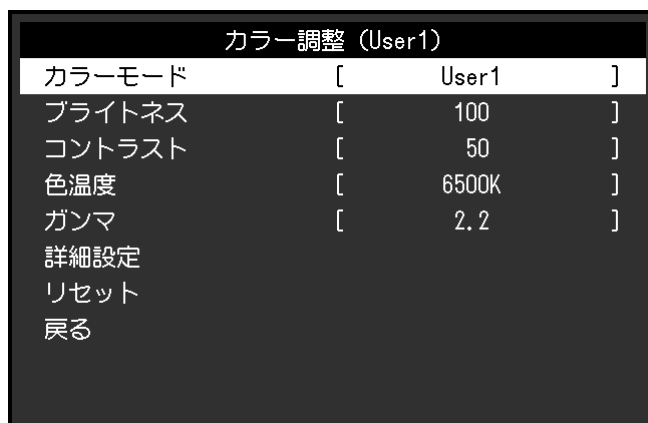 カラー調整 (User1)
カラーモード [ User1 ]
ブライトネス [ 100 ]
コントラスト [ 50 ]
色温度 [ 6500K ]
ガンマ [ 2.2 ]
詳細設定
リセット
戻る